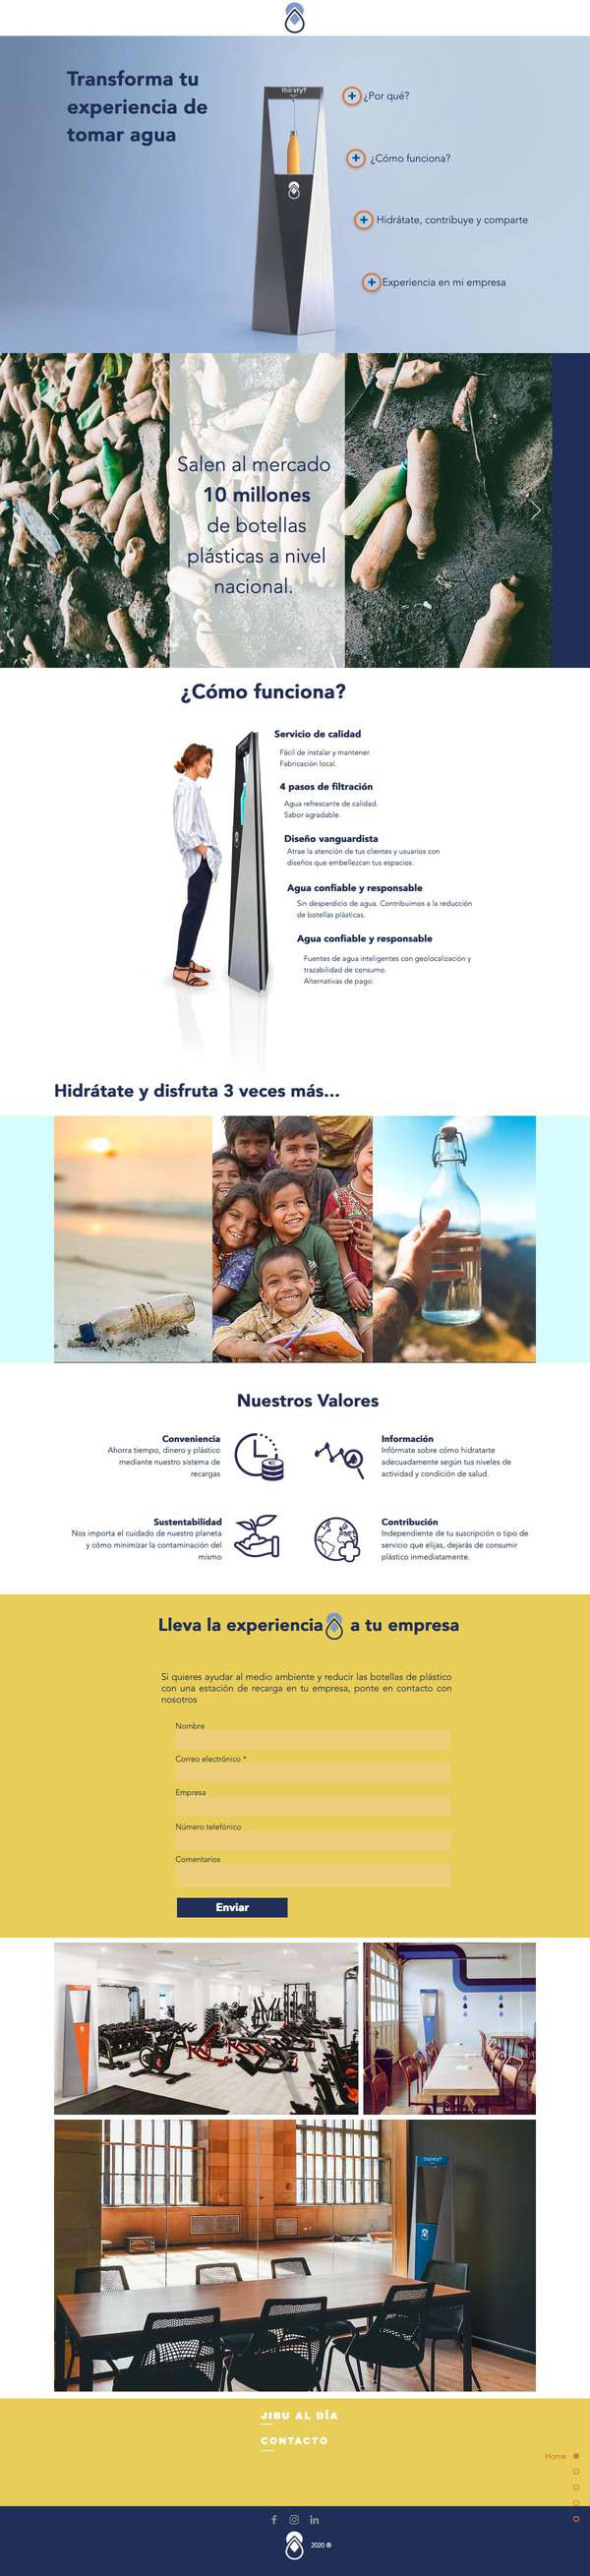 Transforma tu
experiencia de
tomar agua
thirsty?
¿Por qué?
¿Cómo funciona?
Hidrátate, contribuye y comparte
Experiencia en mi empresa
Salen al mercado
10 millones
de botellas
plásticas a nivel
nacional.
¿Cómo funciona?
Servicio de calidad
Fácil de instalar y mantener.
Fabricación local.
4 pasos de filtración
Agua refrescante de calidad.
Sabor agradable.
Diseño vanguardista
Atrae la atención de tus clientes y usuarios con
diseños que embellezcan tus espacios.
Agua confiable y responsable
Sin desperdicio de agua. Contribuimos a la reducción
de botellas plásticas.
Agua confiable y responsable
Fuentes de agua inteligentes con geolocalización y
trazabilidad de consumo.
Alternativas de pago.
Hidrátate y disfruta 3 veces más...
Nuestros Valores
Conveniencia
Ahorra tiempo, dinero y plástico
mediante nuestro sistema de
recargas
Información
Infórmate sobre cómo hidratarte
adecuadamente según tus niveles de
actividad y condición de salud.
Sustentabilidad
Nos importa el cuidado de nuestro planeta
y cómo minimizar la contaminación del
mismo
Contribución
Independiente de tu suscripción o tipo de
servicio que elijas, dejarás de consumir
plástico inmediatamente.
Lleva la experiencia a tu empresa
Si quieres ayudar al medio ambiente y reducir las botellas de plástico
con una estación de recarga en tu empresa, ponte en contacto con
nosotros
Nombre
Correo electrónico *
Empresa
Número telefónico
Comentarios
Enviar
thirsty?
JIBU AL DÍA
CONTACTO
Home
2020 ®